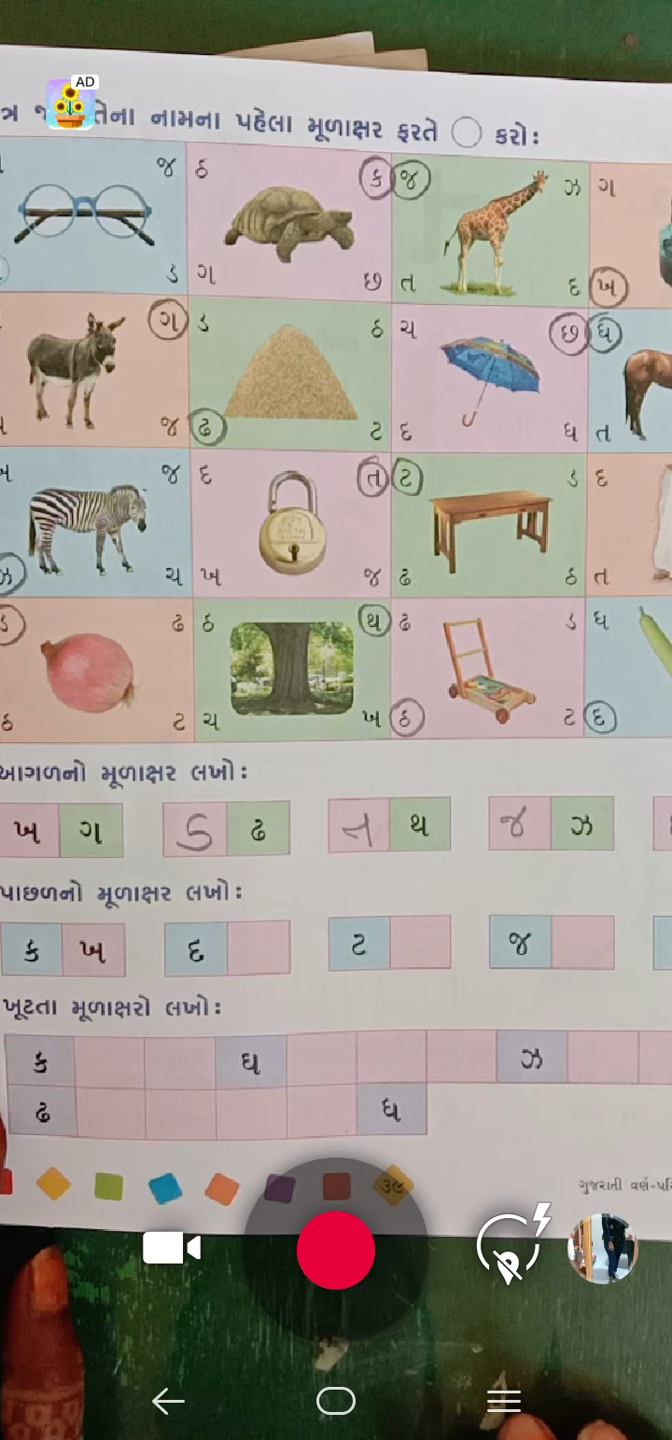 AD
તેના નામના પહેલા મૂળાક્ષર ફરતે ◯ કરો:
જ ઠ ક જ ઝ ગ
ડ ગ છ ત દ ખ
ગ ડ ઠ ચ છ ઘ
જ ઢ ટ દ ધ ત
જ દ ત ટ ડ દ
ઝ ચ ખ જ ઢ ઠ ત
ડ ઢ ઠ થ ઢ ડ ધ
ઠ ટ ચ ખ ઠ ટ દ
આગળનો મૂળાક્ષર લખો:
ખ ગ ડ ઢ ત થ જ ઝ
પાછળનો મૂળાક્ષર લખો:
ક ખ દ ટ જ
ખૂટતા મૂળાક્ષરો લખો:
ક ઘ ઝ
ઢ ધ
૩૯ ગુજરાતી વર્ણ-